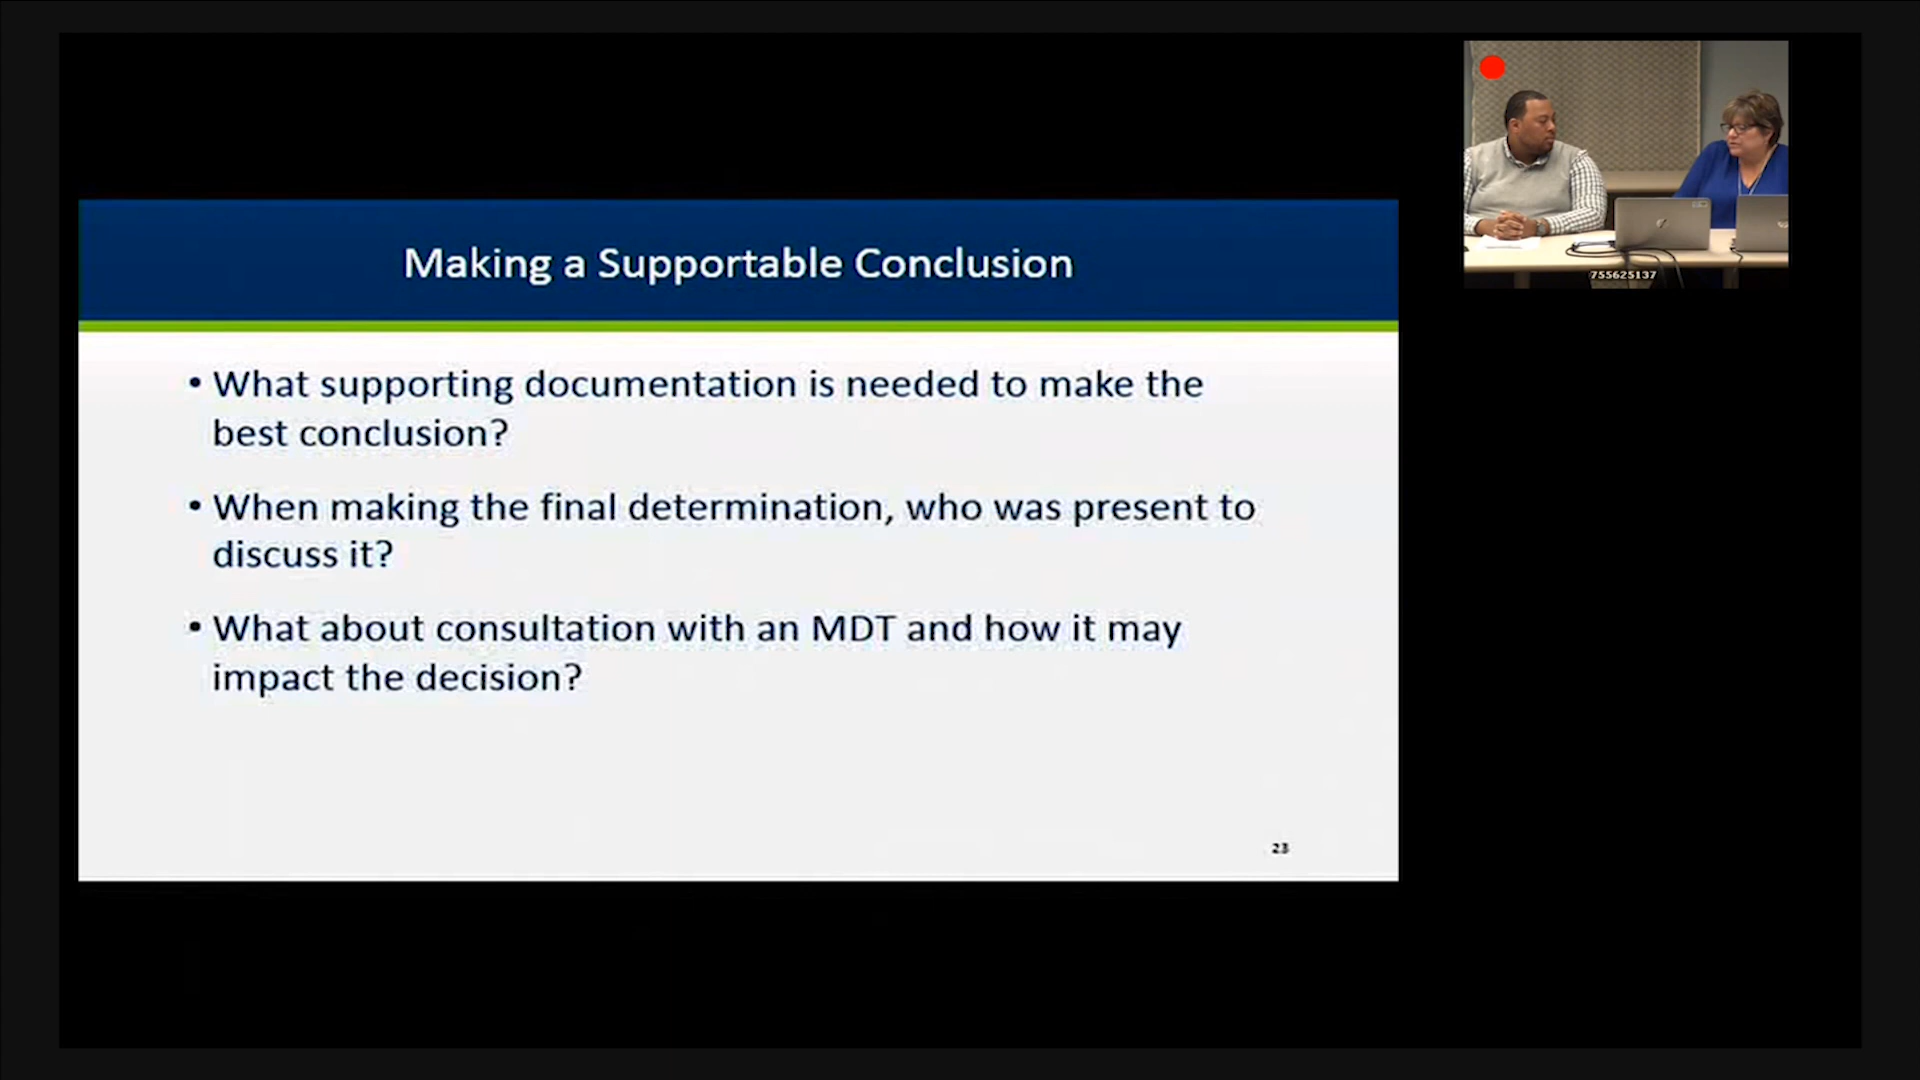 Making a Supportable Conclusion
• What supporting documentation is needed to make the
best conclusion?
• When making the final determination, who was present to
discuss it?
• What about consultation with an MDT and how it may
impact the decision?
23
755625137